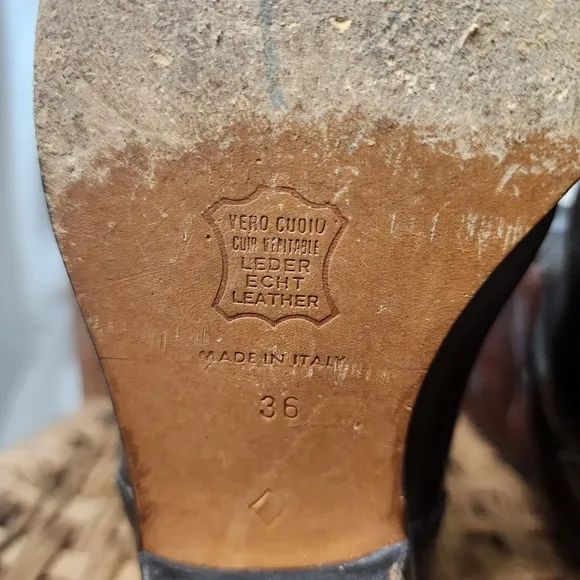 VERO CUOIO
CUIR VERITABLE
LEDER
ECHT
LEATHER
MADE IN ITALY
36